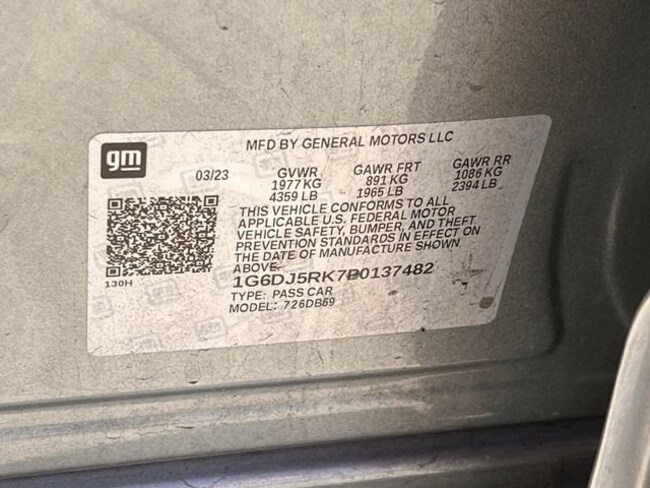 gm
MFD BY GENERAL MOTORS LLC
03/23 GVWR GAWR FRT GAWR RR
1977 KG 891 KG 1086 KG
4359 LB 1965 LB 2394 LB
THIS VEHICLE CONFORMS TO ALL
APPLICABLE U.S. FEDERAL MOTOR
VEHICLE SAFETY, BUMPER, AND THEFT
PREVENTION STANDARDS IN EFFECT ON
THE DATE OF MANUFACTURE SHOWN
ABOVE.
130H
1G6DJ5RK7P0137482
TYPE: PASS CAR
MODEL: 726DB69